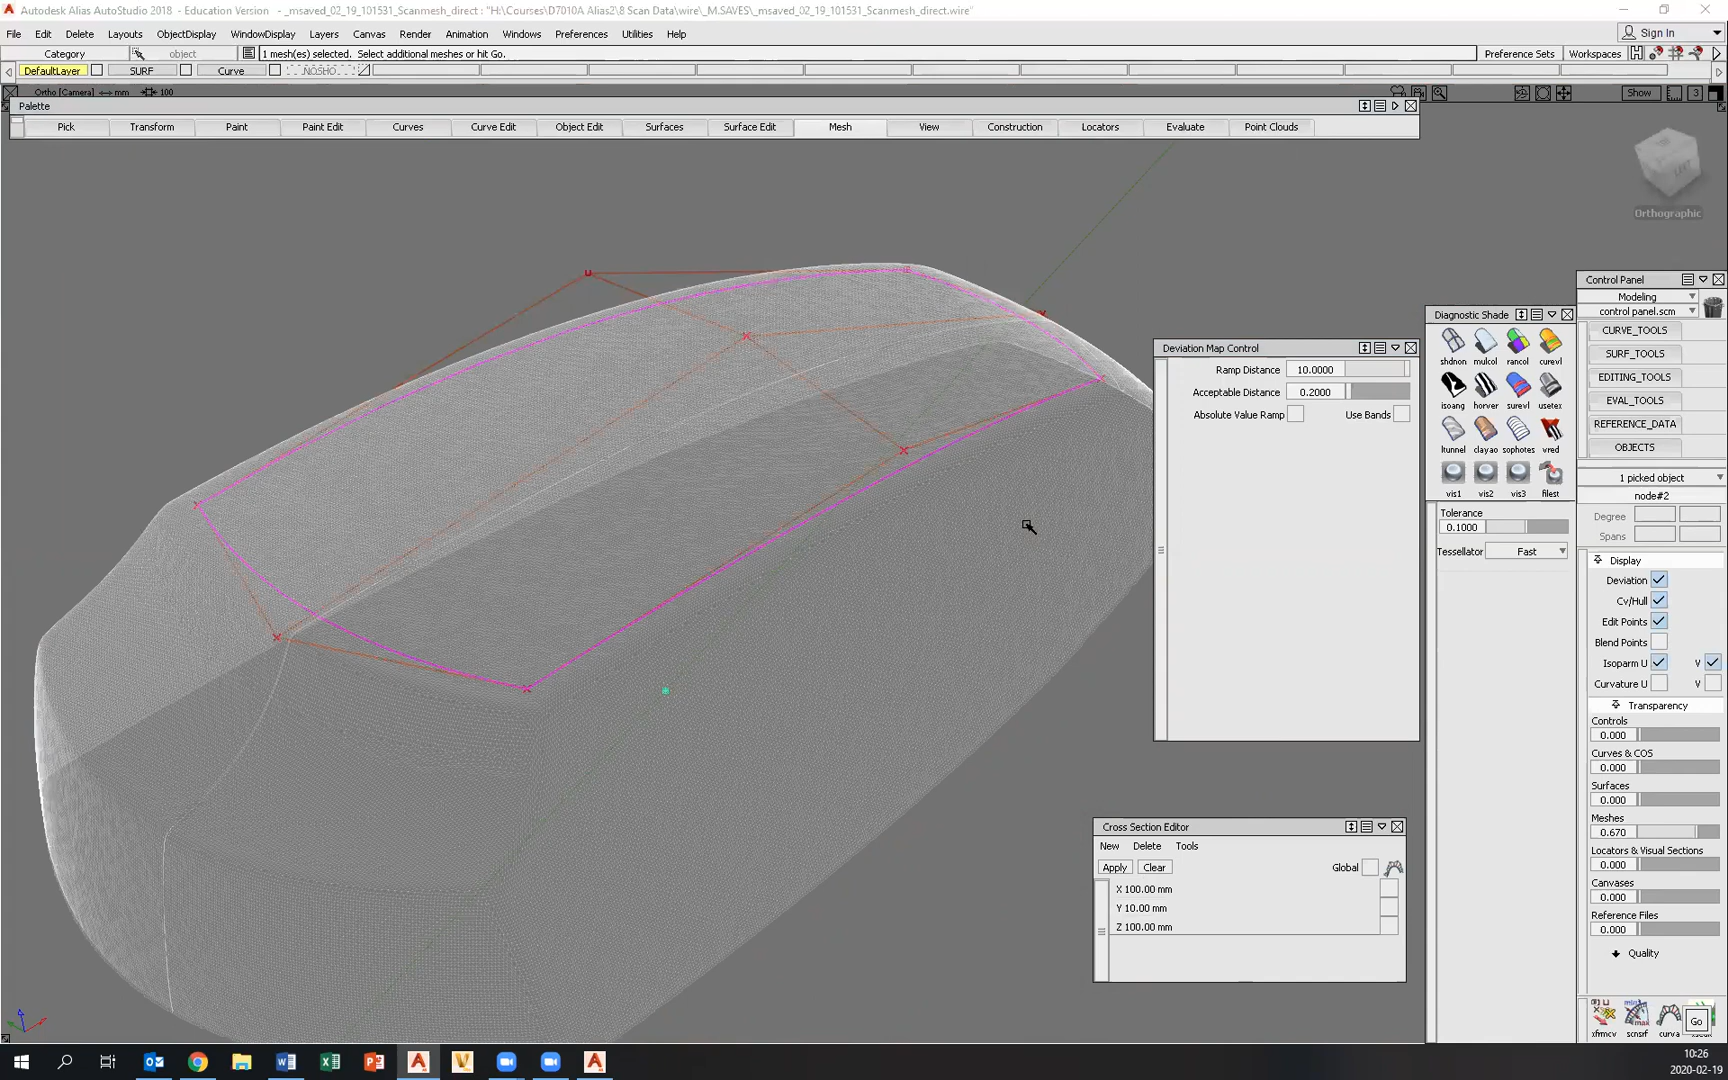 Autodesk Alias AutoStudio 2018 - Education Version - _msaved_02_19_101531_Scanmesh_direct : "H:\Courses\D7010A Alias2\8 Scan Data\wire\_M.SAVES\_msaved_02_19_101531_Scanmesh_direct.wire"
File Edit Delete Layouts ObjectDisplay WindowDisplay Layers Canvas Render Animation Windows Preferences Utilities Help
Sign In
Category object 1 mesh(es) selected. Select additional meshes or hit Go. Preference Sets Workspaces
DefaultLayer SURF Curve NOSHO
Ortho [Camera] mm 100 Show 3
Palette
Pick Transform Paint Paint Edit Curves Curve Edit Object Edit Surfaces Surface Edit Mesh View Construction Locators Evaluate Point Clouds
LEFT
Orthographic
Control Panel
Modeling
control panel.scm
CURVE_TOOLS
SURF_TOOLS
EDITING_TOOLS
EVAL_TOOLS
REFERENCE_DATA
OBJECTS
1 picked object
node#2
Degree
Spans
Display
Deviation
Cv/Hull
Edit Points
Blend Points
Isoparm U V
Curvature U V
Transparency
Controls
0.000
Curves & COS
0.000
Surfaces
0.000
Meshes
0.670
Locators & Visual Sections
0.000
Canvases
0.000
Reference Files
0.000
Quality
xfrmcv scnsrf curva
Go
Diagnostic Shade
shdnon mulcol rancol curevl
isoang horver surevl usetex
ltunnel clayao sophotes vred
vis1 vis2 vis3 filest
Tolerance
0.1000
Tessellator Fast
Deviation Map Control
Ramp Distance 10.0000
Acceptable Distance 0.2000
Absolute Value Ramp Use Bands
Cross Section Editor
New Delete Tools
Apply Clear Global
X 100.00 mm
Y 10.00 mm
Z 100.00 mm
10:26
2020-02-19